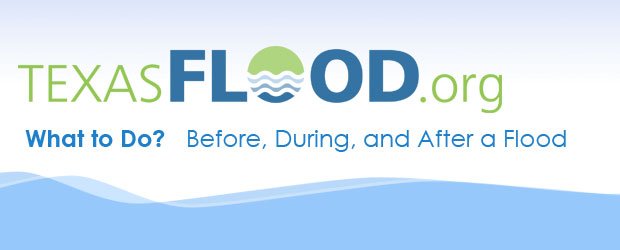 TEXASFLOOD.org
What to Do? Before, During, and After a Flood